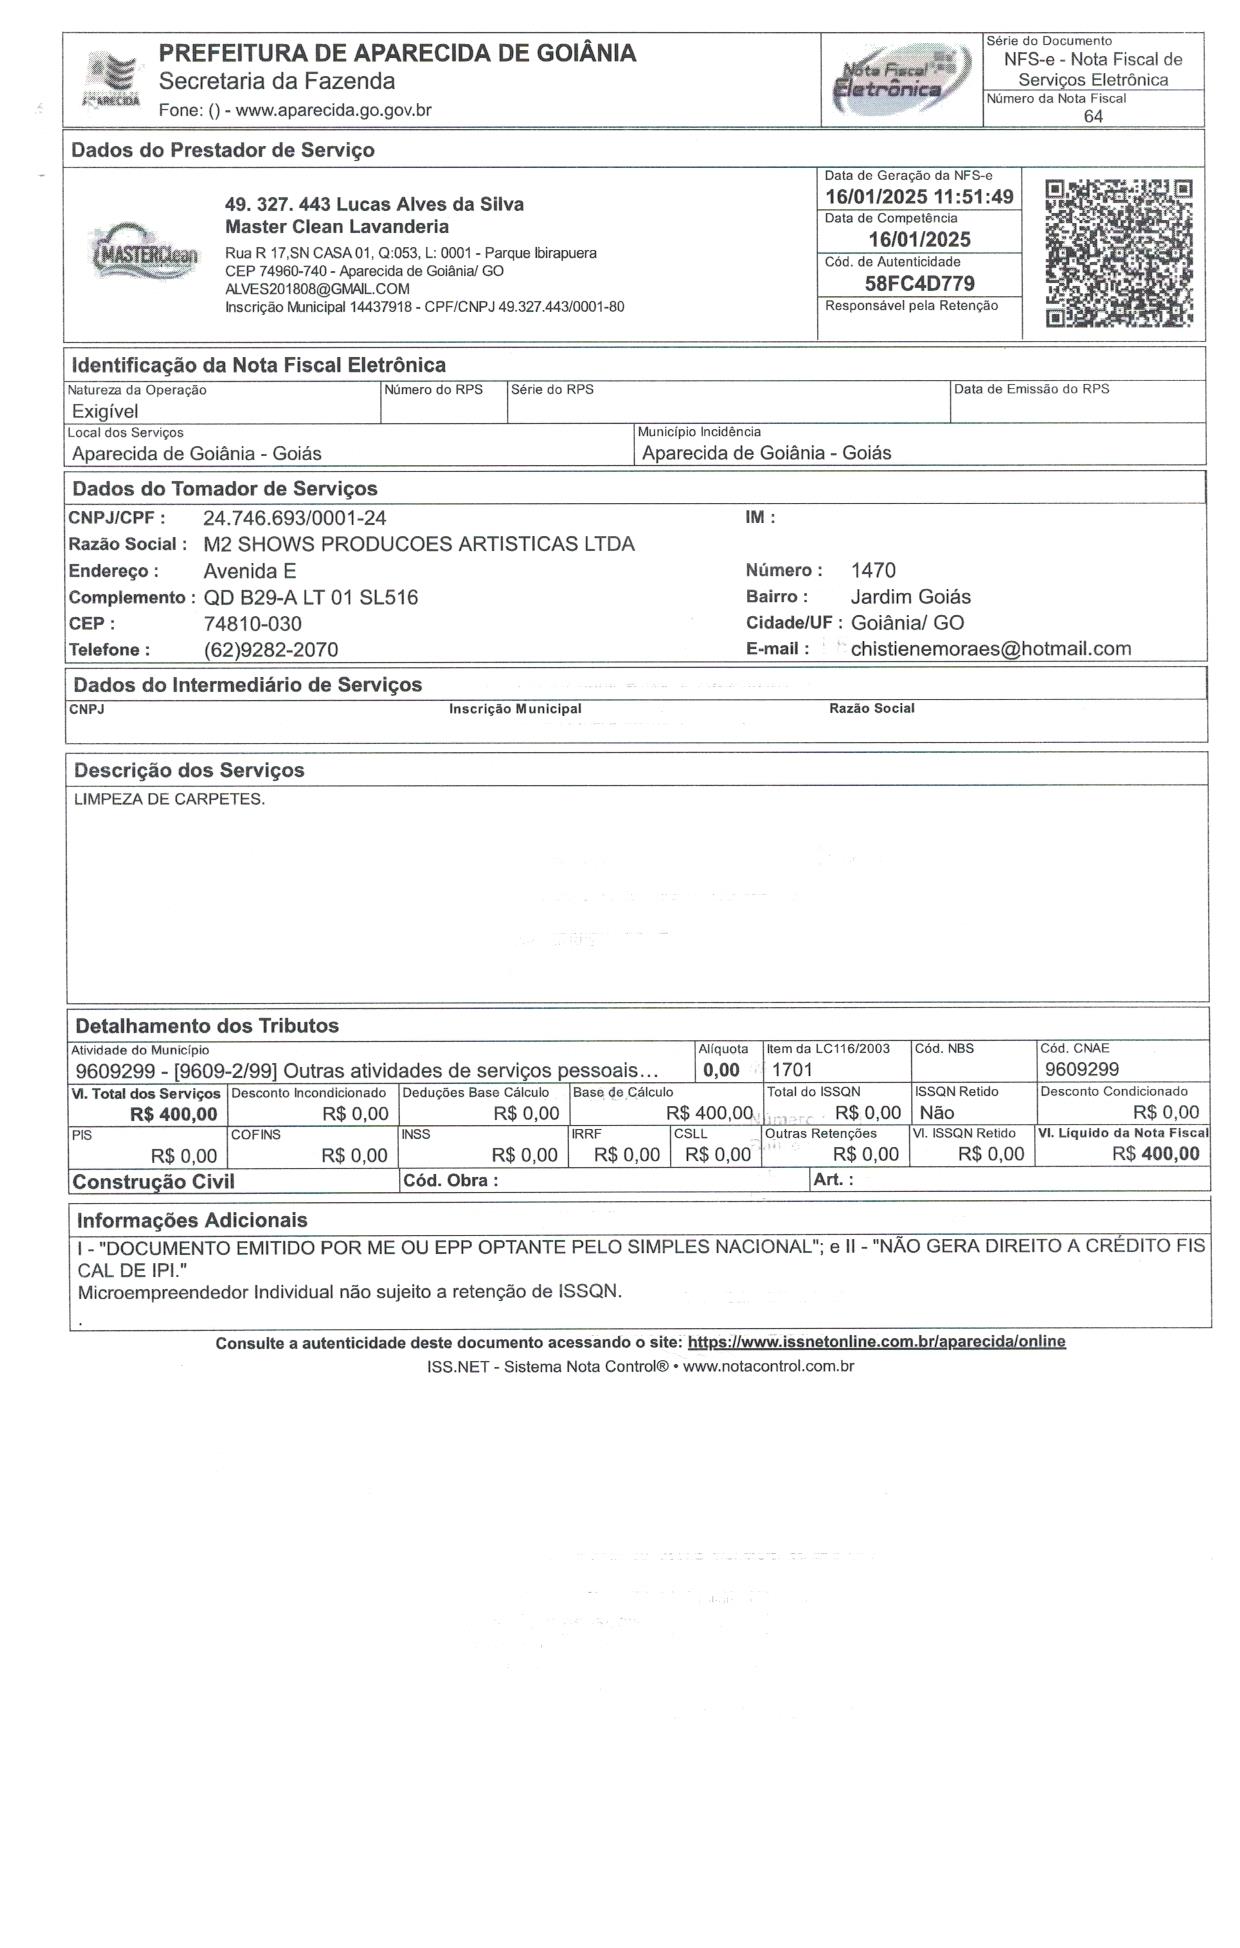 PREFEITURA DE APARECIDA DE GOIÂNIA
Secretaria da Fazenda
Fone: () - www.aparecida.go.gov.br
APARECIDA
Nota Fiscal
Eletrônica
Série do Documento
NFS-e - Nota Fiscal de
Serviços Eletrônica
Número da Nota Fiscal
64
Dados do Prestador de Serviço
MASTERClean
49. 327. 443 Lucas Alves da Silva
Master Clean Lavanderia
Rua R 17,SN CASA 01, Q:053, L: 0001 - Parque Ibirapuera
CEP 74960-740 - Aparecida de Goiânia/ GO
ALVES201808@GMAIL.COM
Inscrição Municipal 14437918 - CPF/CNPJ 49.327.443/0001-80
Data de Geração da NFS-e
16/01/2025 11:51:49
Data de Competência
16/01/2025
Cód. de Autenticidade
58FC4D779
Responsável pela Retenção
Identificação da Nota Fiscal Eletrônica
Natureza da Operação Número do RPS Série do RPS Data de Emissão do RPS
Exigível
Local dos Serviços Município Incidência
Aparecida de Goiânia - Goiás Aparecida de Goiânia - Goiás
Dados do Tomador de Serviços
CNPJ/CPF : 24.746.693/0001-24 IM :
Razão Social : M2 SHOWS PRODUCOES ARTISTICAS LTDA
Endereço : Avenida E Número : 1470
Complemento : QD B29-A LT 01 SL516 Bairro : Jardim Goiás
CEP : 74810-030 Cidade/UF : Goiânia/ GO
Telefone : (62)9282-2070 E-mail : chistienemoraes@hotmail.com
Dados do Intermediário de Serviços
CNPJ Inscrição Municipal Razão Social
Descrição dos Serviços
LIMPEZA DE CARPETES.
Detalhamento dos Tributos
Atividade do Município Alíquota Item da LC116/2003 Cód. NBS Cód. CNAE
9609299 - [9609-2/99] Outras atividades de serviços pessoais... 0,00 1701 9609299
Vl. Total dos Serviços Desconto Incondicionado Deduções Base Cálculo Base de Cálculo Total do ISSQN ISSQN Retido Desconto Condicionado
R$ 400,00 R$ 0,00 R$ 0,00 R$ 400,00 R$ 0,00 Não R$ 0,00
PIS COFINS INSS IRRF CSLL Outras Retenções Vl. ISSQN Retido Vl. Líquido da Nota Fiscal
R$ 0,00 R$ 0,00 R$ 0,00 R$ 0,00 R$ 0,00 R$ 0,00 R$ 0,00 R$ 400,00
Construção Civil Cód. Obra : Art. :
Informações Adicionais
I - "DOCUMENTO EMITIDO POR ME OU EPP OPTANTE PELO SIMPLES NACIONAL"; e II - "NÃO GERA DIREITO A CRÉDITO FIS
CAL DE IPI."
Microempreendedor Individual não sujeito a retenção de ISSQN.
.
Consulte a autenticidade deste documento acessando o site: https://www.issnetonline.com.br/aparecida/online
ISS.NET - Sistema Nota Control® • www.notacontrol.com.br